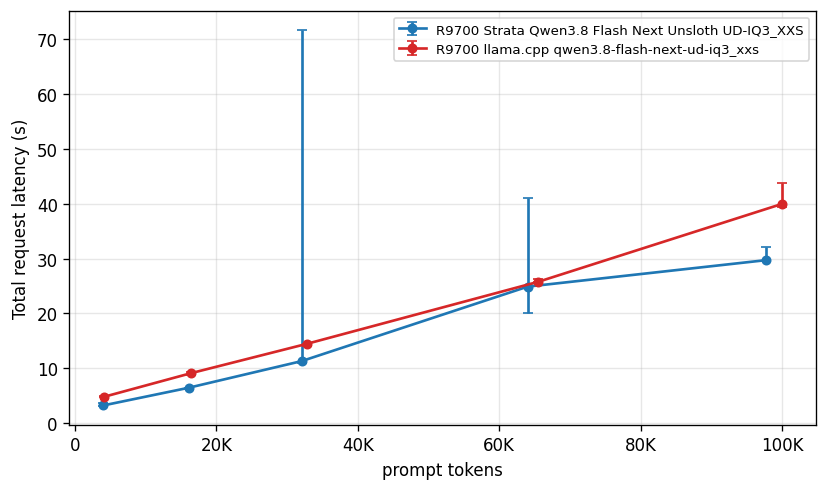 R9700 Strata Qwen3.8 Flash Next Unsloth UD-IQ3_XXS
R9700 llama.cpp qwen3.8-flash-next-ud-iq3_xxs
Total request latency (s)
70
60
50
40
30
20
10
0
0
20K
40K
60K
80K
100K
prompt tokens